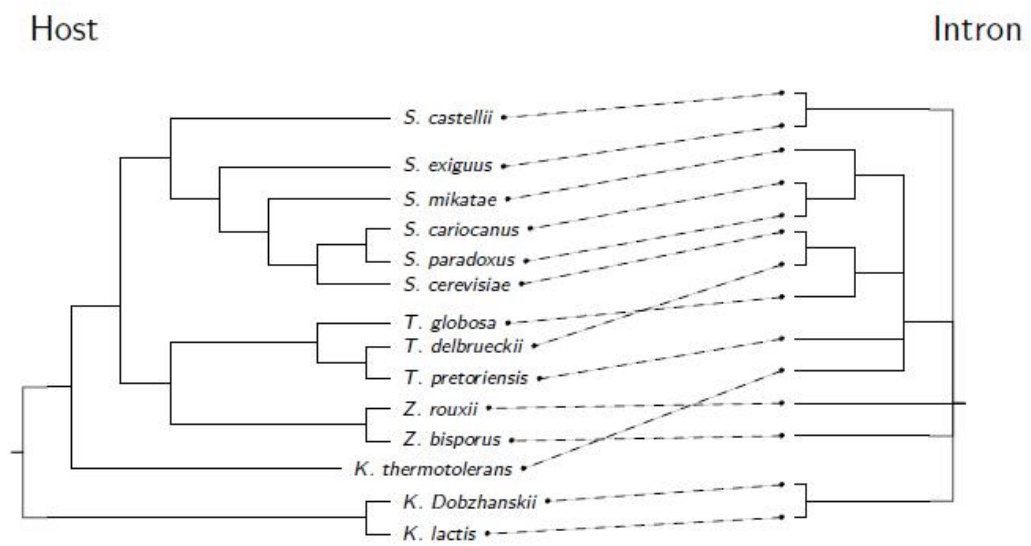 Host
Intron
S. castellii
S. exiguus
S. mikatae
S. cariocanus
S. paradoxus
S. cerevisiae
T. globosa
T. delbrueckii
T. pretoriensis
Z. rouxii
Z. bisporus
K. thermotolerans
K. Dobzhanskii
K. lactis